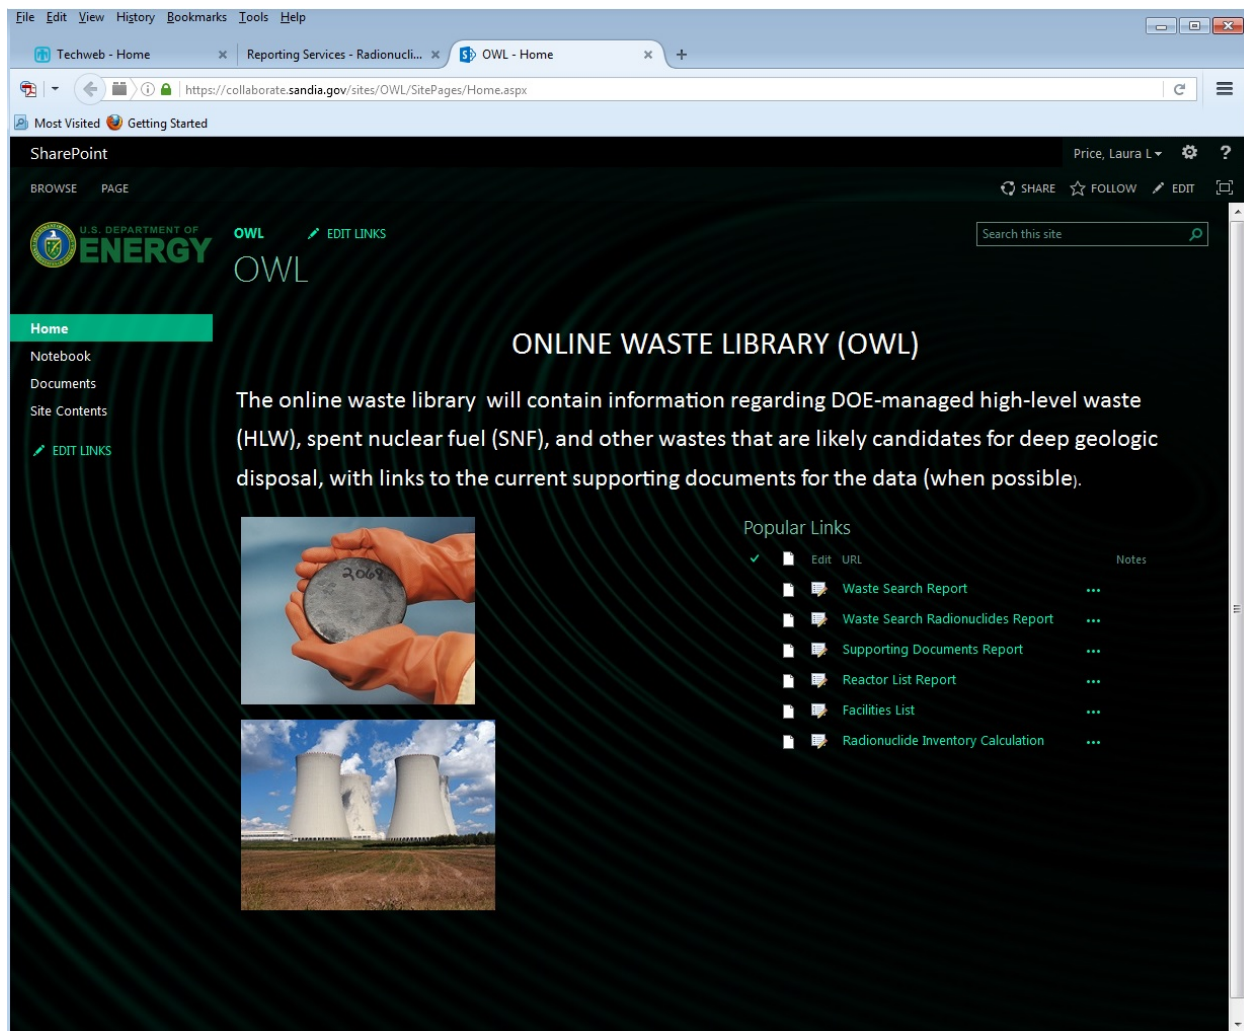 File Edit View History Bookmarks Tools Help
Techweb - Home
Reporting Services - Radionucli...
OWL - Home
https://collaborate.sandia.gov/sites/OWL/SitePages/Home.aspx
Most Visited Getting Started
SharePoint
Price, Laura L
BROWSE PAGE
SHARE FOLLOW EDIT
U.S. DEPARTMENT OF
ENERGY
OWL EDIT LINKS
Search this site
OWL
Home
Notebook
Documents
Site Contents
EDIT LINKS
ONLINE WASTE LIBRARY (OWL)
The online waste library will contain information regarding DOE-managed high-level waste
(HLW), spent nuclear fuel (SNF), and other wastes that are likely candidates for deep geologic
disposal, with links to the current supporting documents for the data (when possible).
2068
Popular Links
Edit URL Notes
Waste Search Report ...
Waste Search Radionuclides Report ...
Supporting Documents Report ...
Reactor List Report ...
Facilities List ...
Radionuclide Inventory Calculation ...